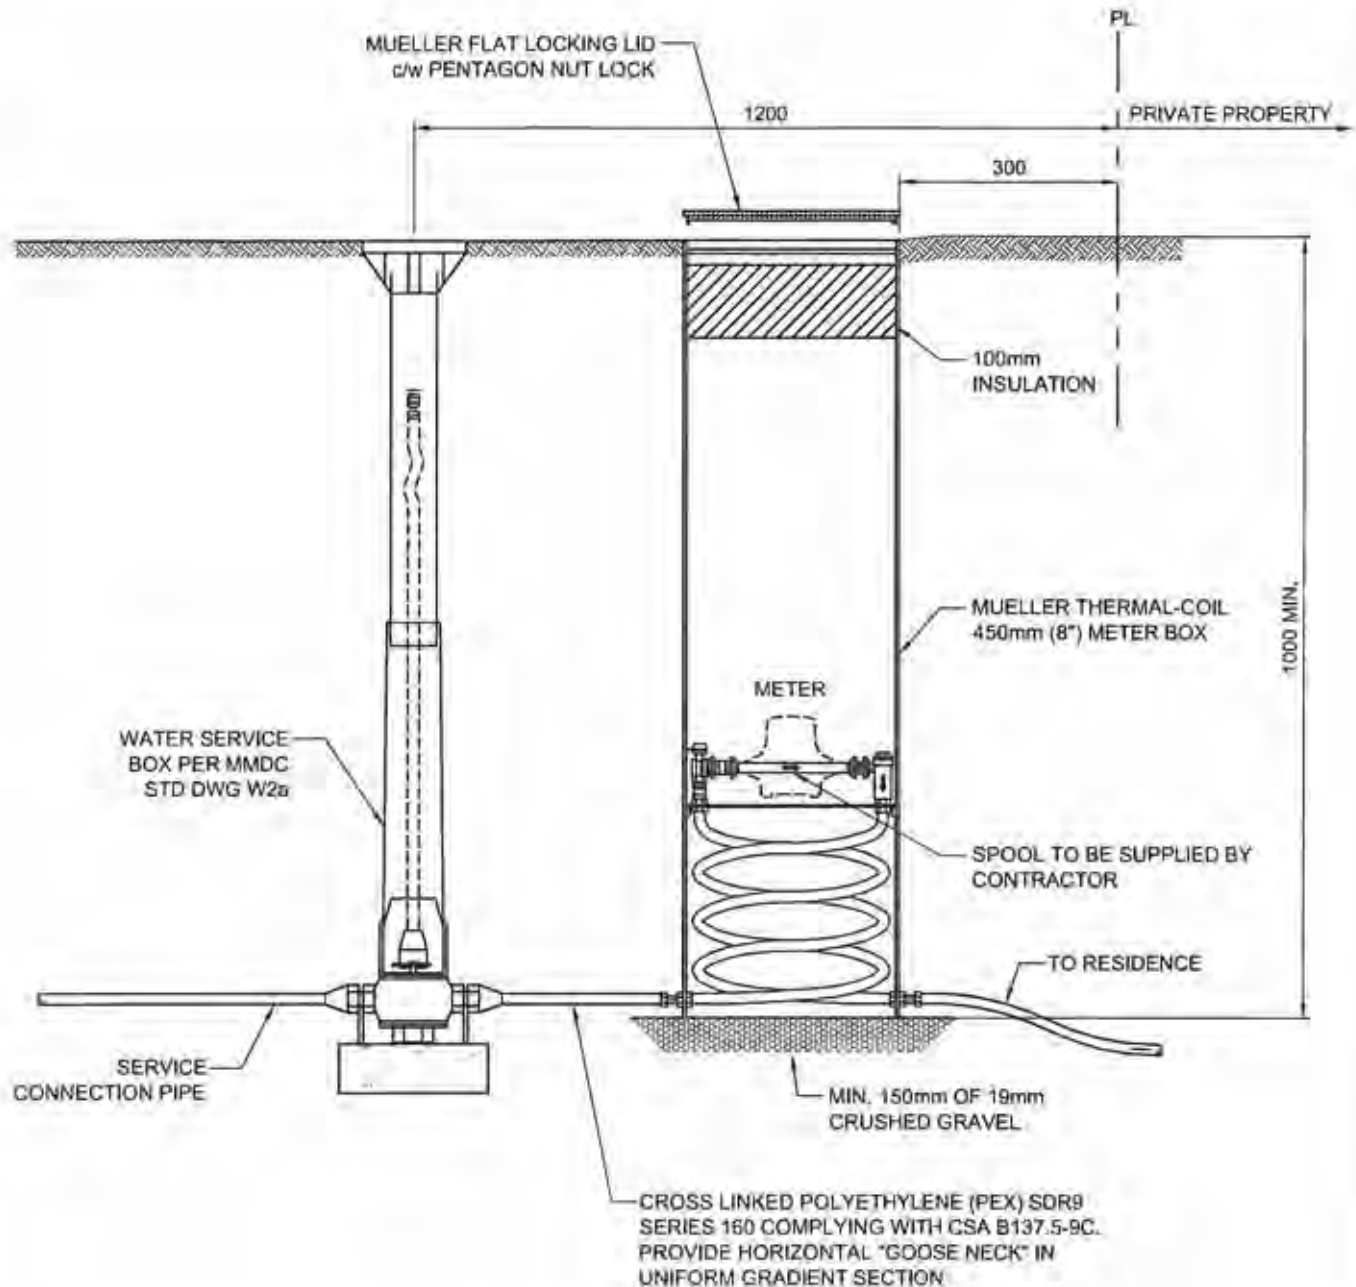 PL
MUELLER FLAT LOCKING LID
c/w PENTAGON NUT LOCK
1200
PRIVATE PROPERTY
300
100mm
INSULATION
MUELLER THERMAL-COIL
450mm (8") METER BOX
1000 MIN.
METER
WATER SERVICE
BOX PER MMDC
STD DWG W2a
SPOOL TO BE SUPPLIED BY
CONTRACTOR
TO RESIDENCE
SERVICE
CONNECTION PIPE
MIN. 150mm OF 19mm
CRUSHED GRAVEL
CROSS LINKED POLYETHYLENE (PEX) SDR9
SERIES 160 COMPLYING WITH CSA B137.5-9C.
PROVIDE HORIZONTAL "GOOSE NECK" IN
UNIFORM GRADIENT SECTION